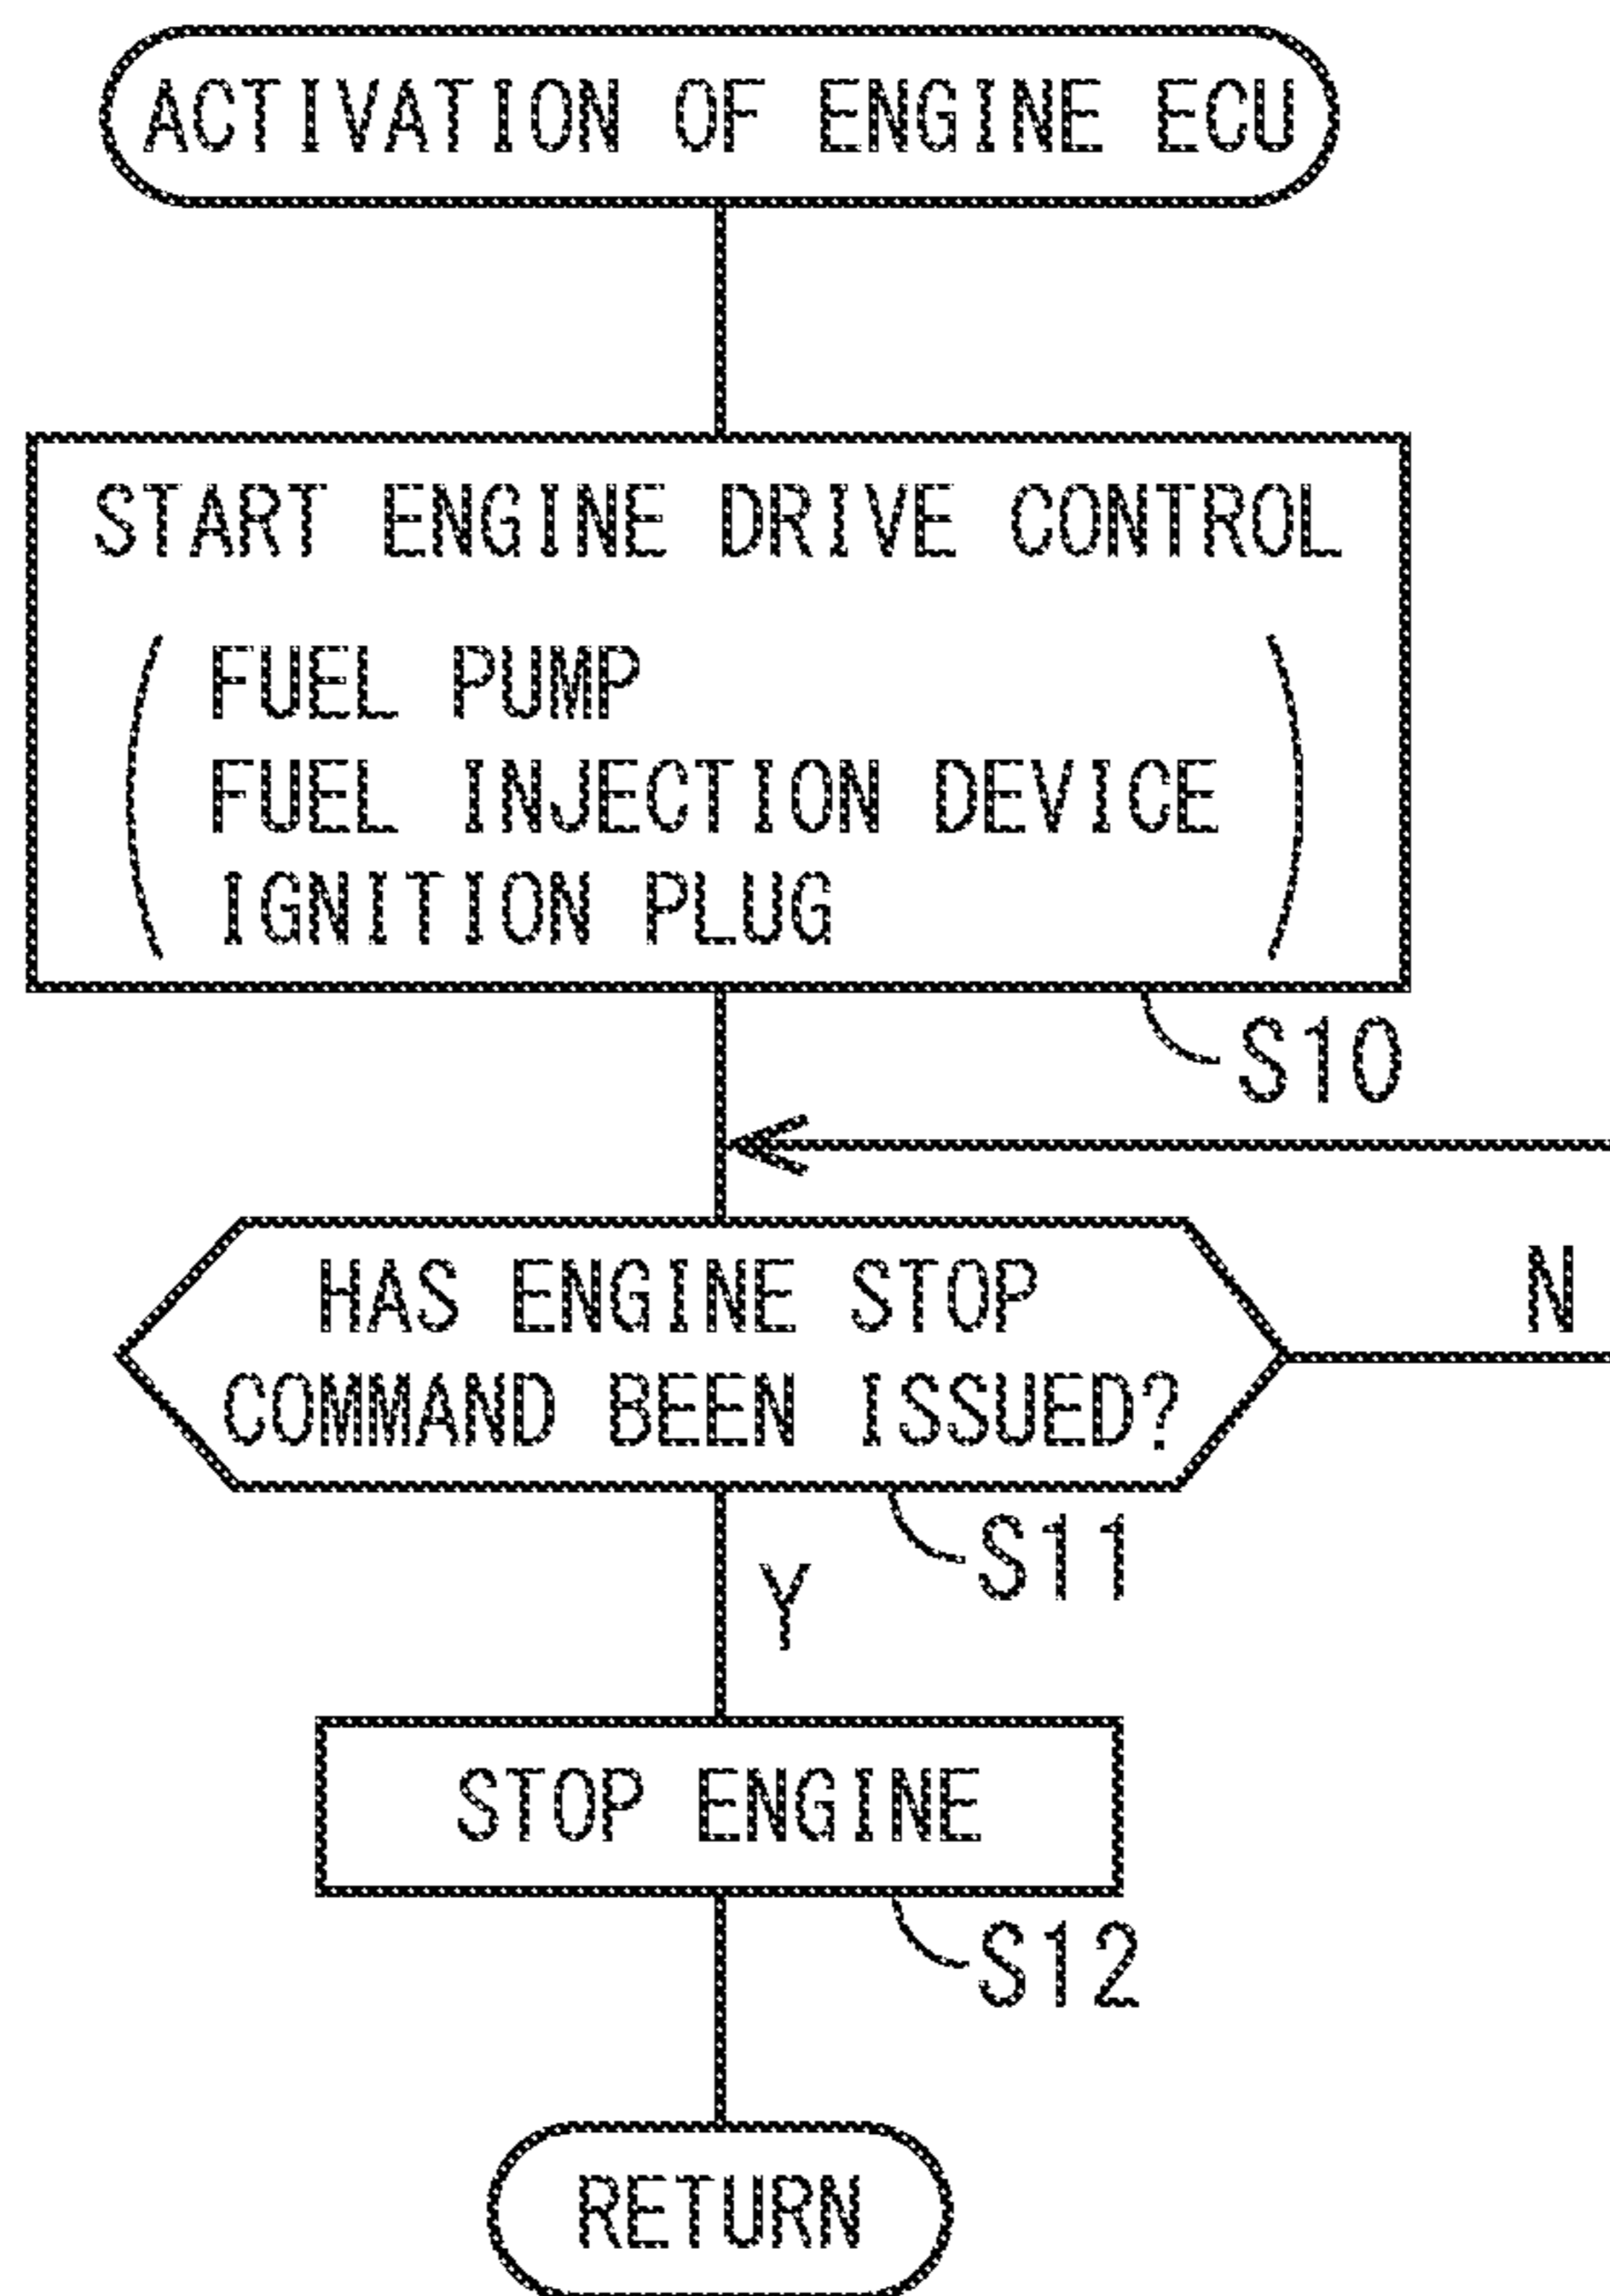 ACTIVATION OF ENGINE ECU
START ENGINE DRIVE CONTROL
FUEL PUMP
FUEL INJECTION DEVICE
IGNITION PLUG
S10
HAS ENGINE STOP
COMMAND BEEN ISSUED?
N
S11
Y
STOP ENGINE
S12
RETURN